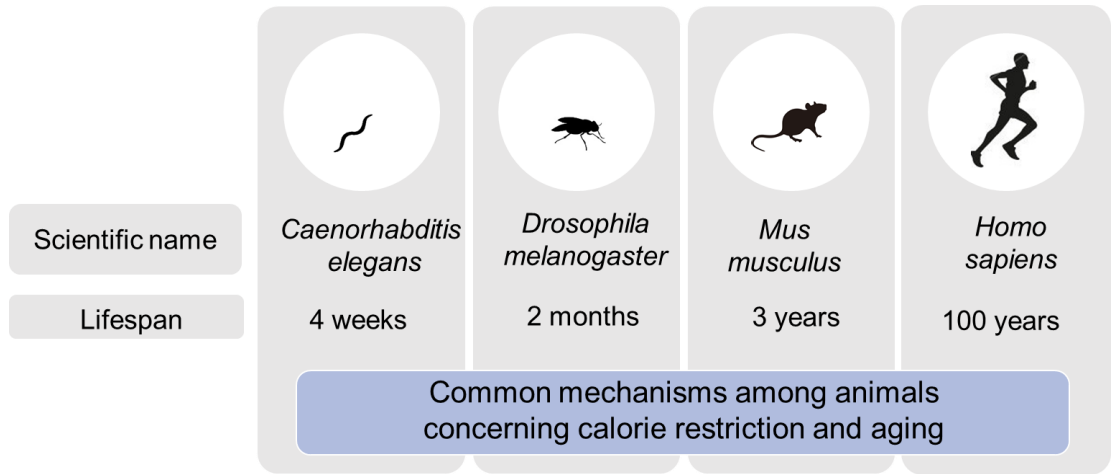 Scientific name
Caenorhabditis
elegans
Drosophila
melanogaster
Mus
musculus
Homo
sapiens
Lifespan
4 weeks
2 months
3 years
100 years
Common mechanisms among animals
concerning calorie restriction and aging